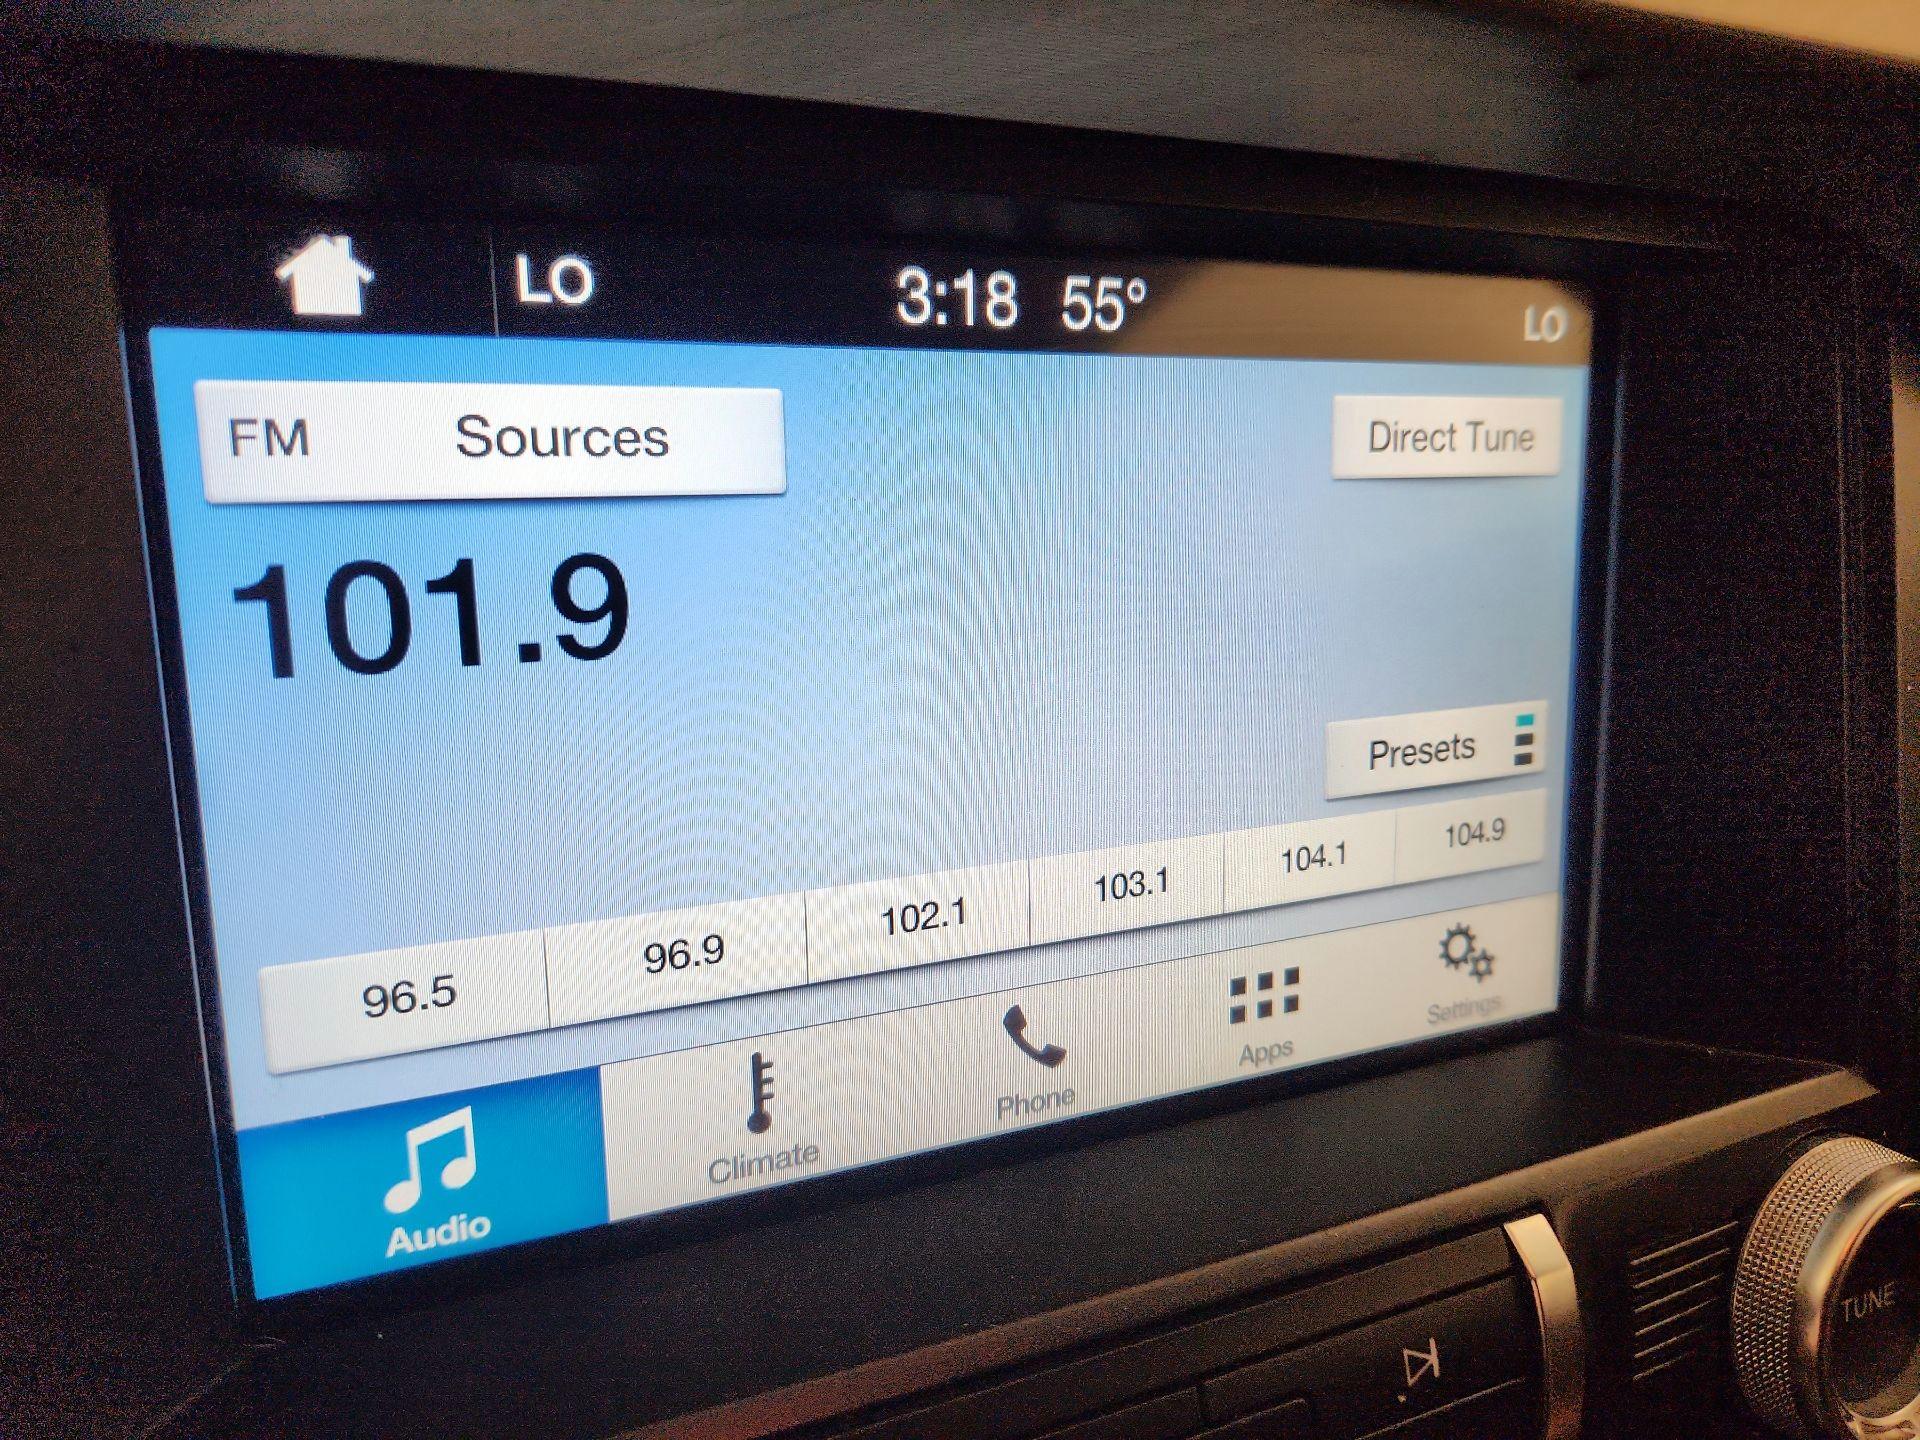 LO 3:18 55° LO
FM Sources Direct Tune
101.9
Presets
96.5 96.9 102.1 103.1 104.1 104.9
Audio Climate Phone Apps Settings
TUNE